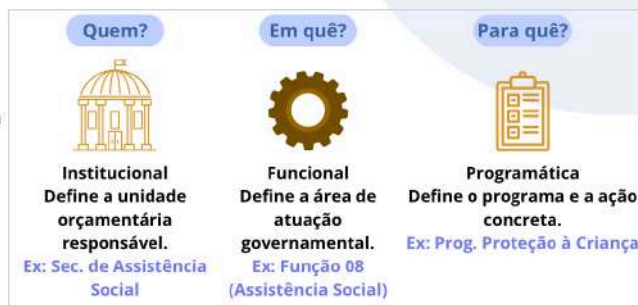 Quem?
Institucional
Define a unidade
orçamentária
responsável.
Ex: Sec. de Assistência
Social
Em quê?
Funcional
Define a área de
atuação
governamental.
Ex: Função 08
(Assistência Social)
Para quê?
Programática
Define o programa e a ação
concreta.
Ex: Prog. Proteção à Criança